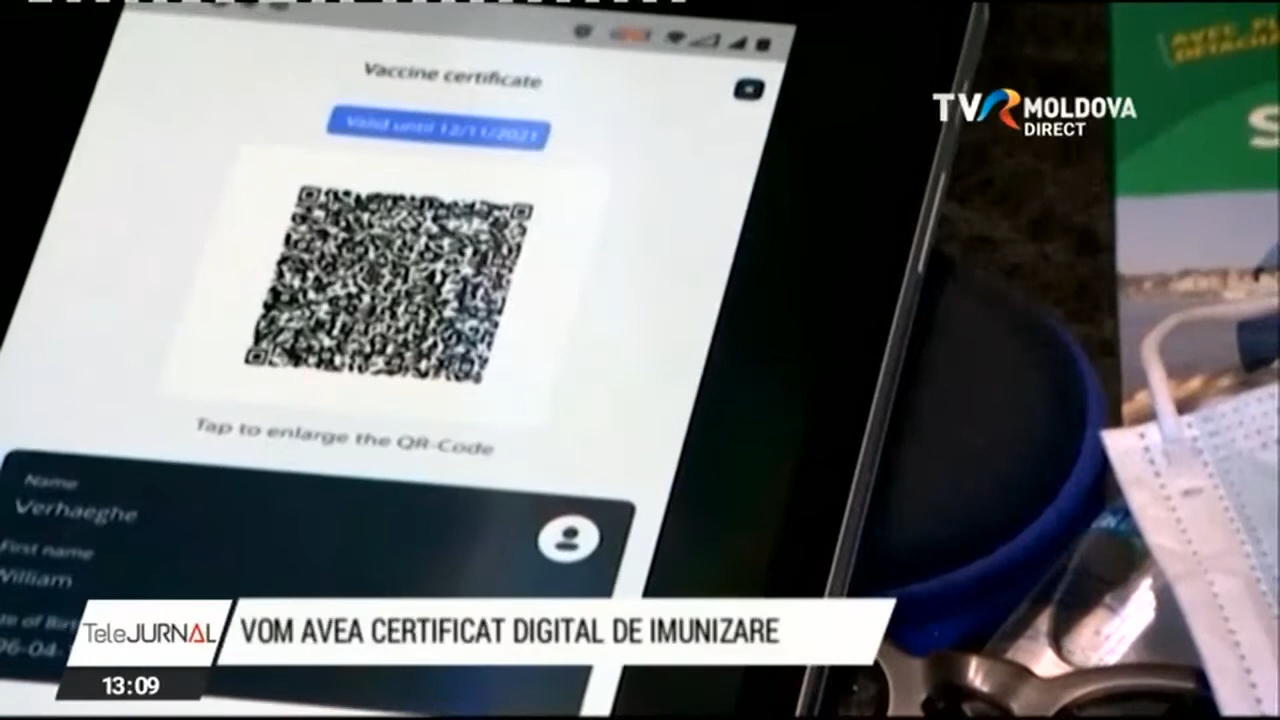 Vaccine certificate
Valid until 12/11/2021
TVR MOLDOVA
DIRECT
AVEC
S
Tap to enlarge the QR-Code
Name
Verhaeghe
First name
William
TeleJURNAL
VOM AVEA CERTIFICAT DIGITAL DE IMUNIZARE
13:09